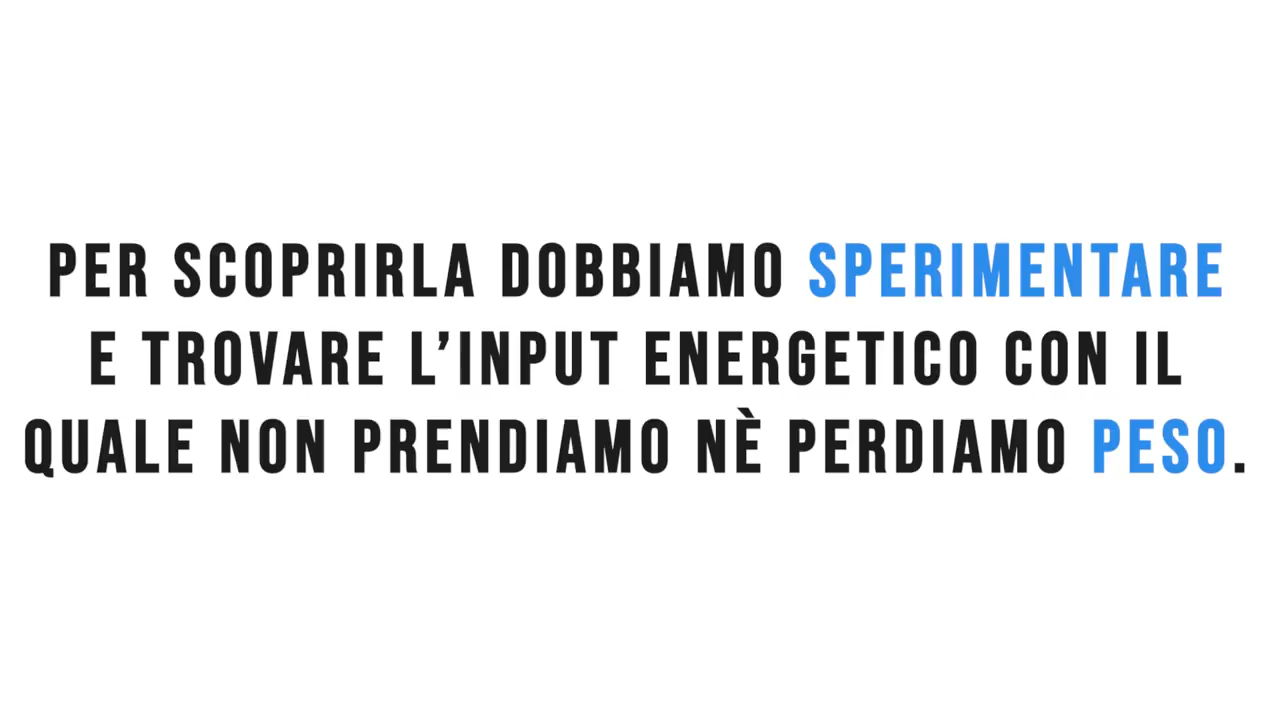 PER SCOPRIRLA DOBBIAMO SPERIMENTARE
E TROVARE L’INPUT ENERGETICO CON IL
QUALE NON PRENDIAMO NÈ PERDIAMO PESO.